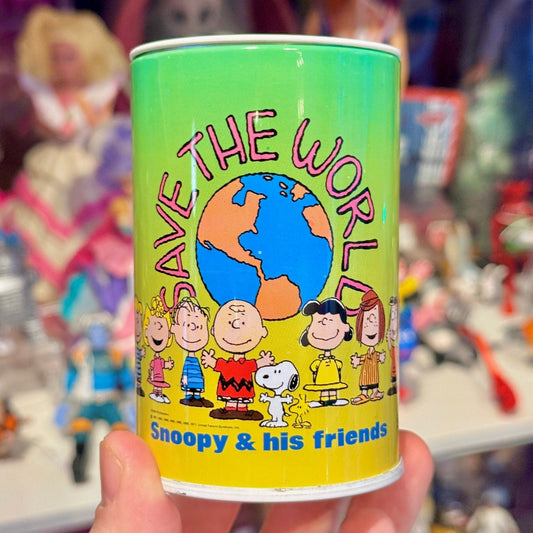 SAVE THE WORLD
Snoopy & his friends